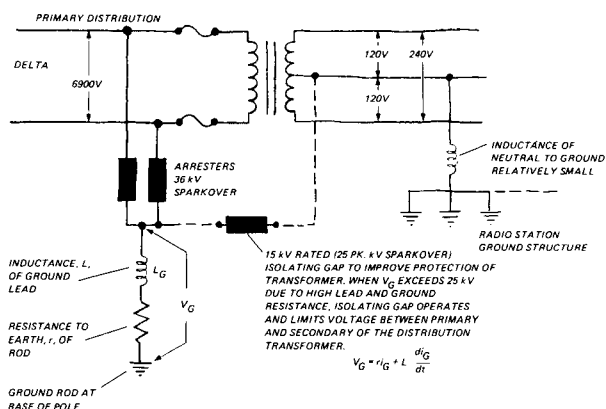 PRIMARY DISTRIBUTION
DELTA
6900V
120V
240V
120V
ARRESTERS
36 kV
SPARKOVER
INDUCTANCE OF
NEUTRAL TO GROUND
RELATIVELY SMALL
RADIO STATION
GROUND STRUCTURE
INDUCTANCE, L,
OF GROUND
LEAD
L_G
V_G
RESISTANCE TO
EARTH, r, OF
ROD
GROUND ROD AT
BASE OF POLE
15 kV RATED (25 PK. kV SPARKOVER)
ISOLATING GAP TO IMPROVE PROTECTION OF
TRANSFORMER. WHEN V_G EXCEEDS 25 kV
DUE TO HIGH LEAD AND GROUND
RESISTANCE, ISOLATING GAP OPERATES
AND LIMITS VOLTAGE BETWEEN PRIMARY
AND SECONDARY OF THE DISTRIBUTION
TRANSFORMER.
V_G = ri_G + L di_G/dt